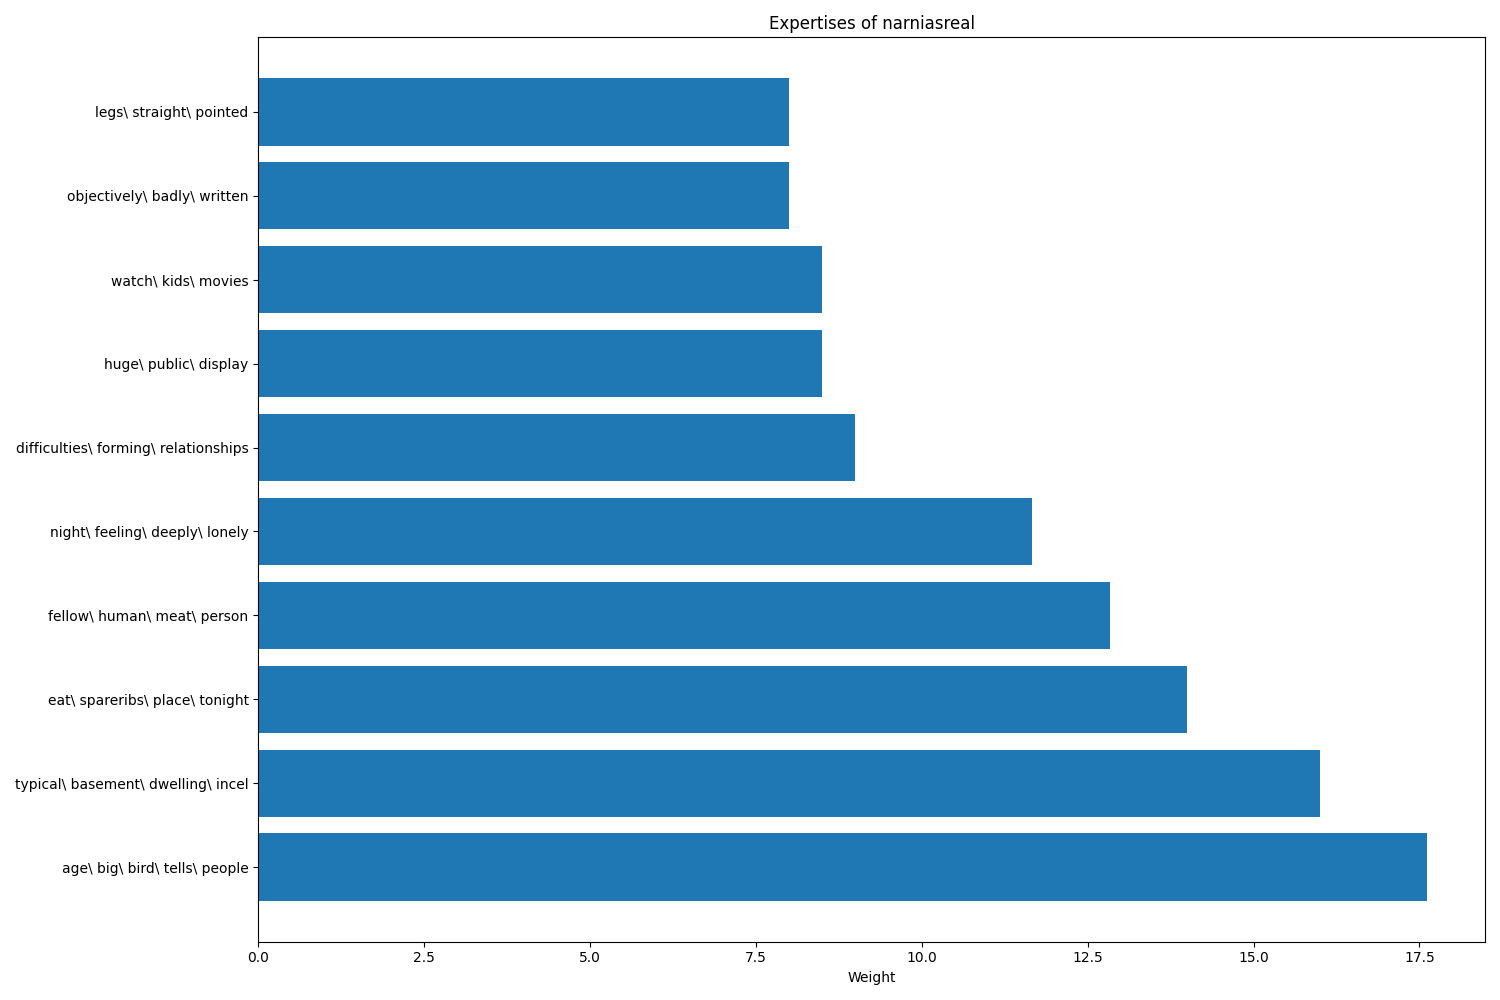 Expertises of narniasreal
legs\ straight\ pointed
objectively\ badly\ written
watch\ kids\ movies
huge\ public\ display
difficulties\ forming\ relationships
night\ feeling\ deeply\ lonely
fellow\ human\ meat\ person
eat\ spareribs\ place\ tonight
typical\ basement\ dwelling\ incel
age\ big\ bird\ tells\ people
0.0 2.5 5.0 7.5 10.0 12.5 15.0 17.5
Weight